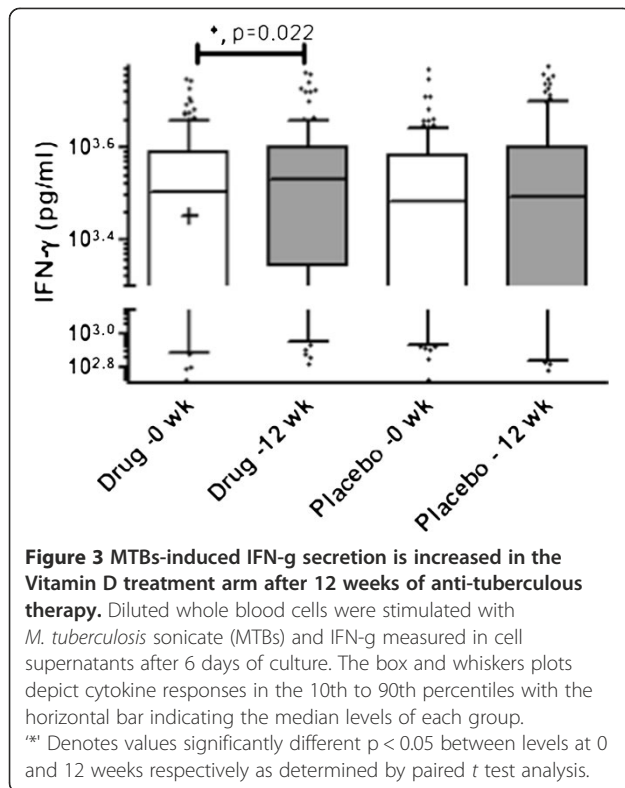 *, p=0.022
IFN-γ (pg/ml)
10^3.6
10^3.4
10^3.0
10^2.8
Drug -0 wk
Drug -12 wk
Placebo -0 wk
Placebo - 12 wk
Figure 3 MTBs-induced IFN-g secretion is increased in the
Vitamin D treatment arm after 12 weeks of anti-tuberculous
therapy. Diluted whole blood cells were stimulated with
M. tuberculosis sonicate (MTBs) and IFN-g measured in cell
supernatants after 6 days of culture. The box and whiskers plots
depict cytokine responses in the 10th to 90th percentiles with the
horizontal bar indicating the median levels of each group.
'*' Denotes values significantly different p < 0.05 between levels at 0
and 12 weeks respectively as determined by paired t test analysis.